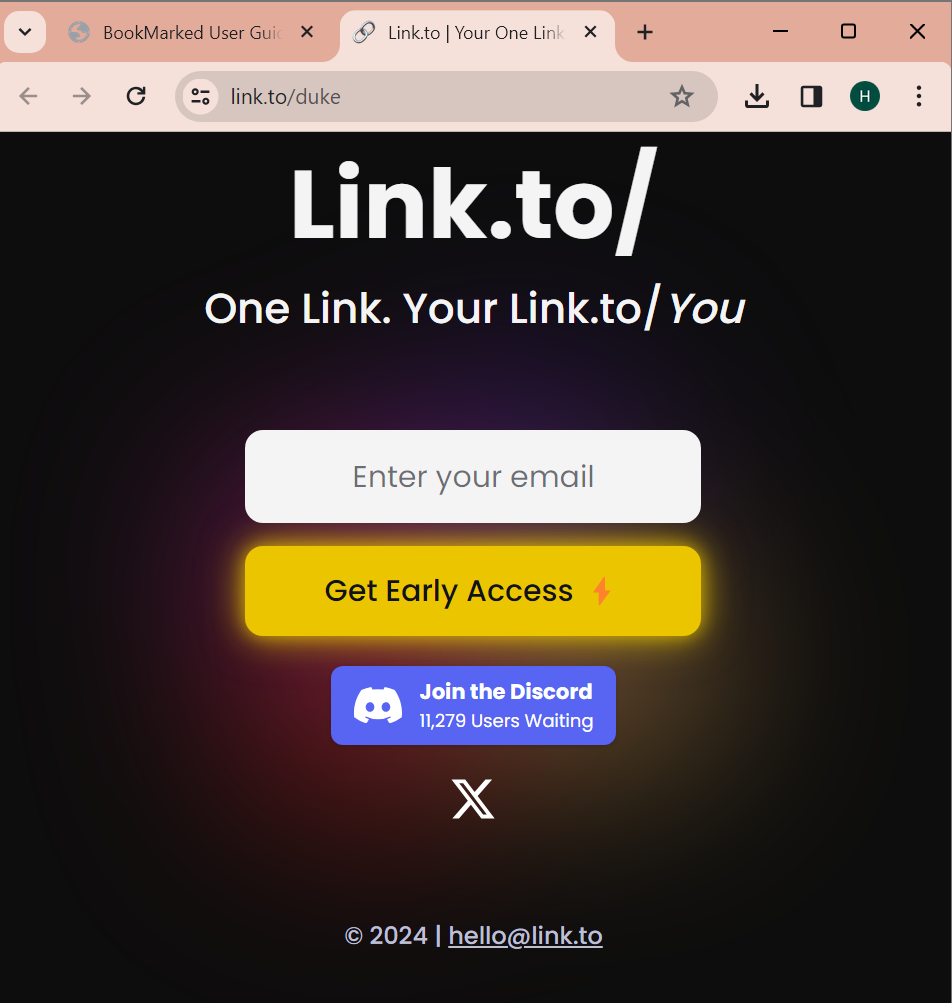 BookMarked User Gui
Link.to | Your One Link
link.to/duke
H
Link.to/
One Link. Your Link.to/You
Enter your email
Get Early Access
Join the Discord
11,279 Users Waiting
© 2024 | hello@link.to